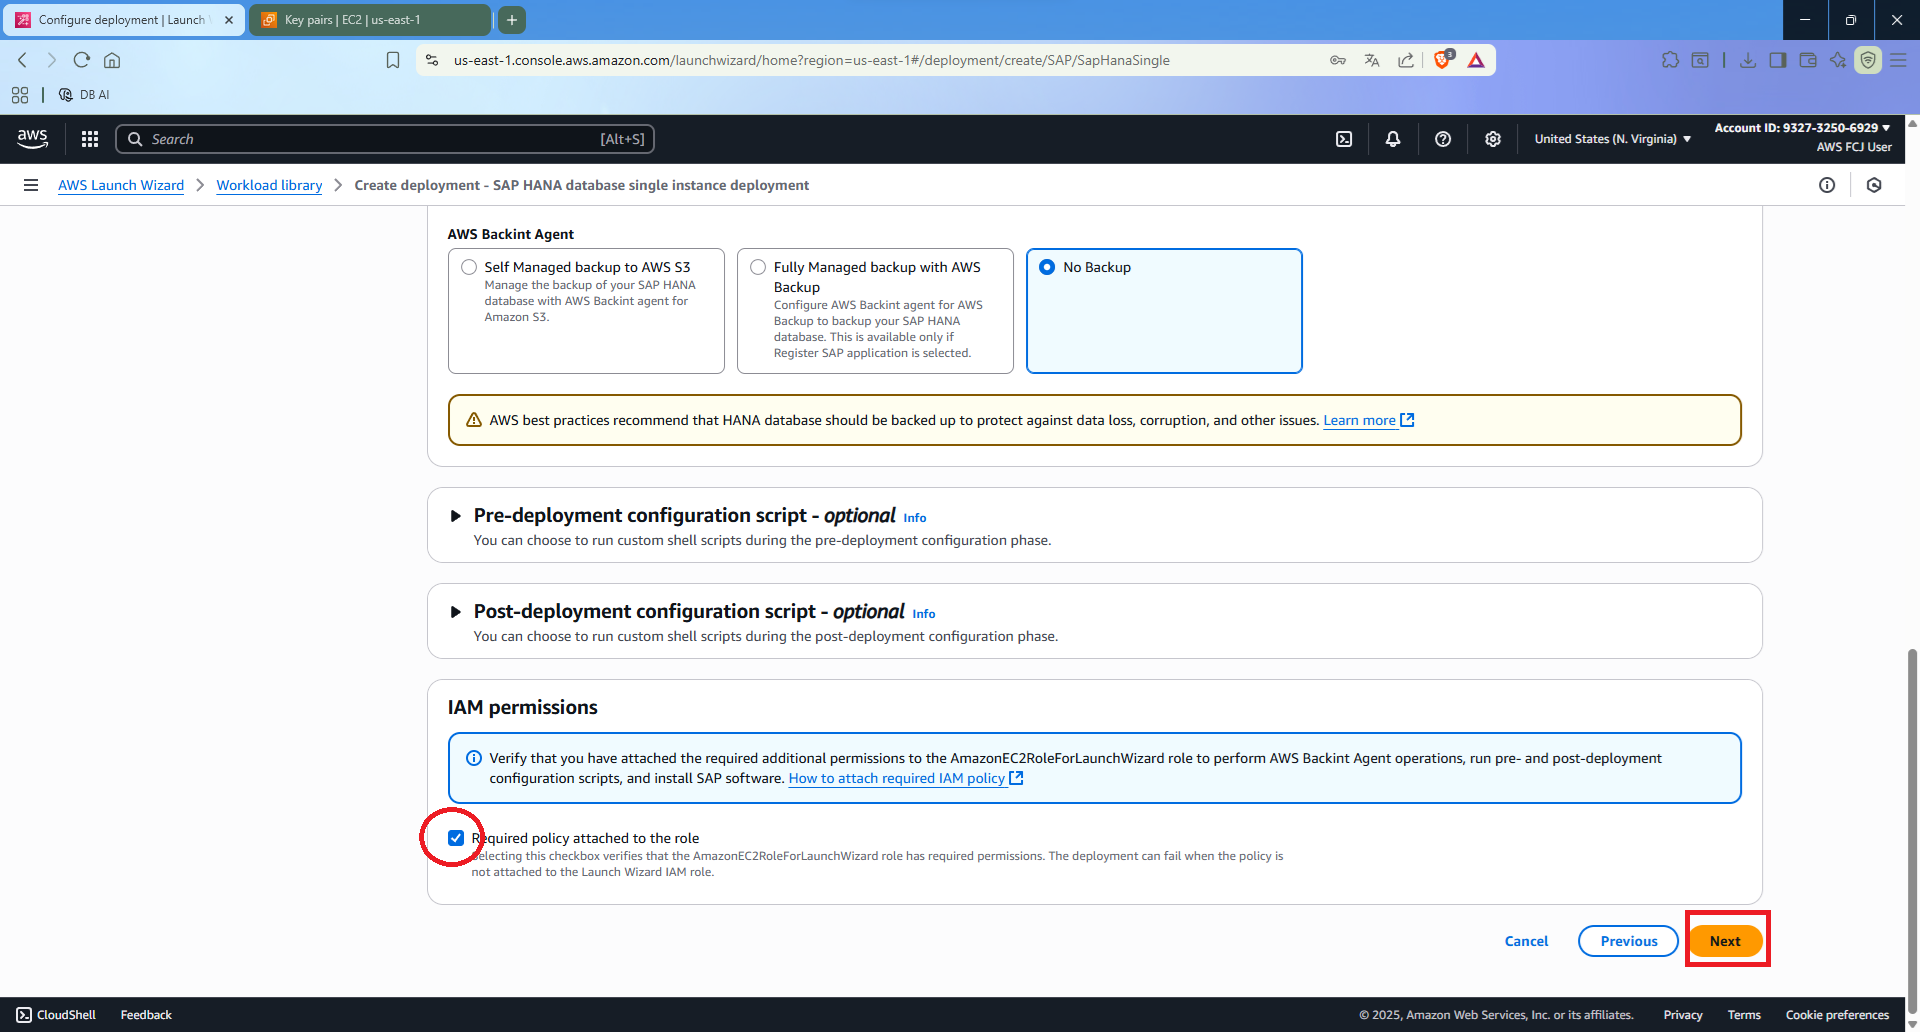 Configure deployment | Launch
Key pairs | EC2 | us-east-1
us-east-1.console.aws.amazon.com/launchwizard/home?region=us-east-1#/deployment/create/SAP/SapHanaSingle
3
DB AI
aws
Search
[Alt+S]
United States (N. Virginia)
Account ID: 9327-3250-6929
AWS FCJ User
AWS Launch Wizard
Workload library
Create deployment - SAP HANA database single instance deployment
AWS Backint Agent
Self Managed backup to AWS S3
Manage the backup of your SAP HANA
database with AWS Backint agent for
Amazon S3.
Fully Managed backup with AWS
Backup
Configure AWS Backint agent for AWS
Backup to backup your SAP HANA
database. This is available only if
Register SAP application is selected.
No Backup
AWS best practices recommend that HANA database should be backed up to protect against data loss, corruption, and other issues. Learn more
Pre-deployment configuration script - optional Info
You can choose to run custom shell scripts during the pre-deployment configuration phase.
Post-deployment configuration script - optional Info
You can choose to run custom shell scripts during the post-deployment configuration phase.
IAM permissions
Verify that you have attached the required additional permissions to the AmazonEC2RoleForLaunchWizard role to perform AWS Backint Agent operations, run pre- and post-deployment
configuration scripts, and install SAP software. How to attach required IAM policy
Required policy attached to the role
Selecting this checkbox verifies that the AmazonEC2RoleForLaunchWizard role has required permissions. The deployment can fail when the policy is
not attached to the Launch Wizard IAM role.
Cancel
Previous
Next
CloudShell
Feedback
© 2025, Amazon Web Services, Inc. or its affiliates.
Privacy
Terms
Cookie preferences